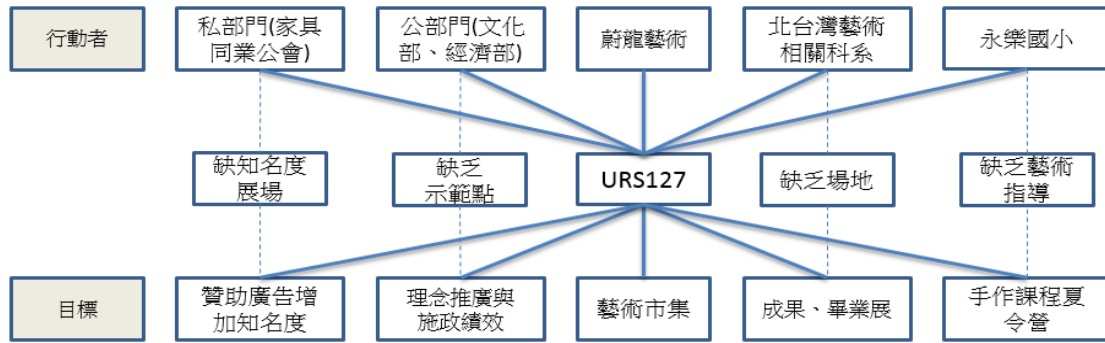 行動者
私部門(家具
同業公會)
公部門(文化
部、經濟部)
蔚龍藝術
北台灣藝術
相關科系
永樂國小
缺知名度
展場
缺乏
示範點
URS127
缺乏場地
缺乏藝術
指導
目標
贊助廣告增
加知名度
理念推廣與
施政績效
藝術市集
成果、畢業展
手作課程夏
令營